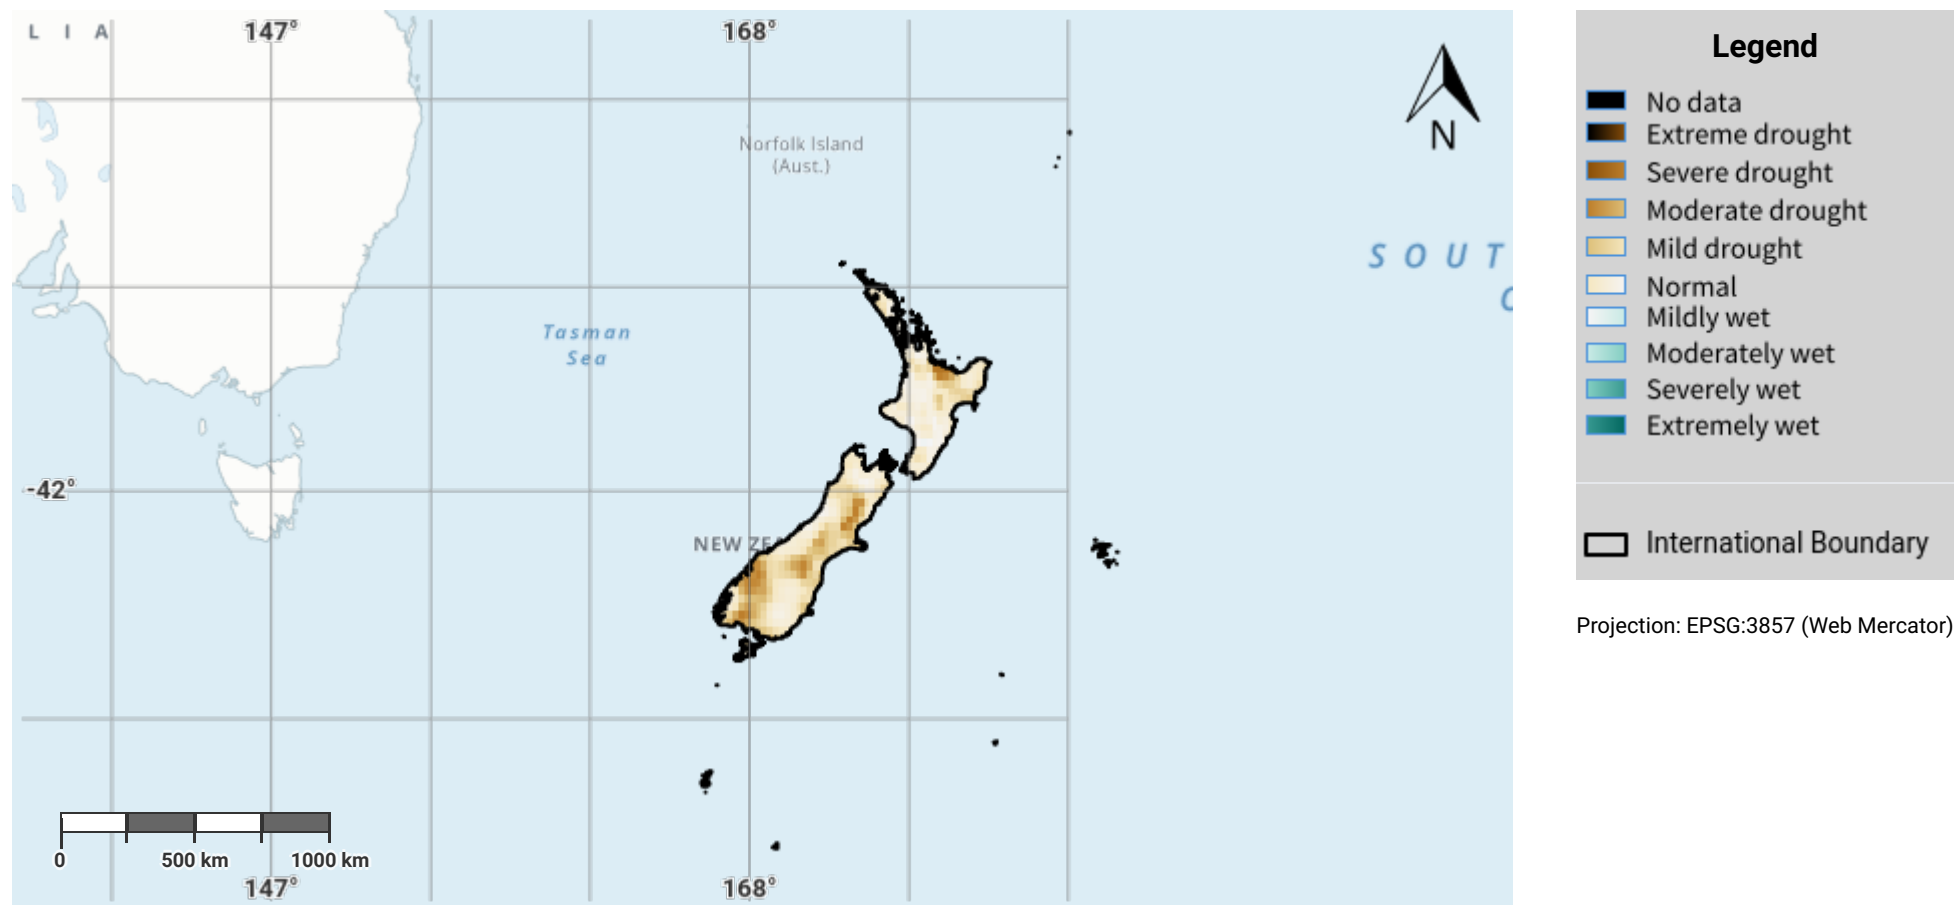 L I A
147°
168°
Norfolk Island
(Aust.)
SOUT
Tasman
Sea
-42°
NEW ZEA
0
500 km
1000 km
147°
168°
N
Legend
No data
Extreme drought
Severe drought
Moderate drought
Mild drought
Normal
Mildly wet
Moderately wet
Severely wet
Extremely wet
International Boundary
Projection: EPSG:3857 (Web Mercator)